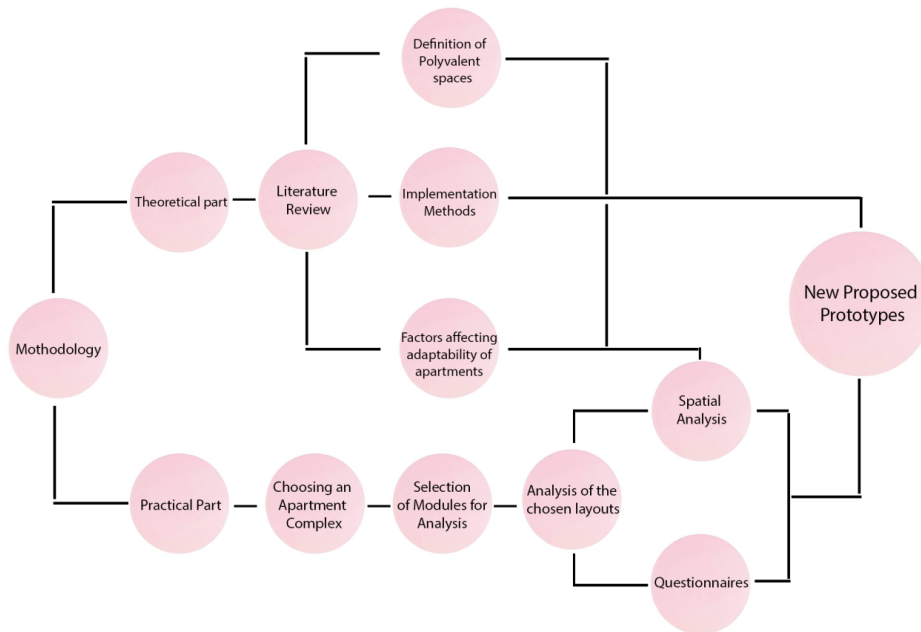 Definition of
Polyvalent
spaces
Theoretical part
Literature
Review
Implementation
Methods
New Proposed
Prototypes
Mothodology
Factors affecting
adaptability of
apartments
Spatial
Analysis
Practical Part
Choosing an
Apartment
Complex
Selection
of Modules for
Analysis
Analysis of the
chosen layouts
Questionnaires